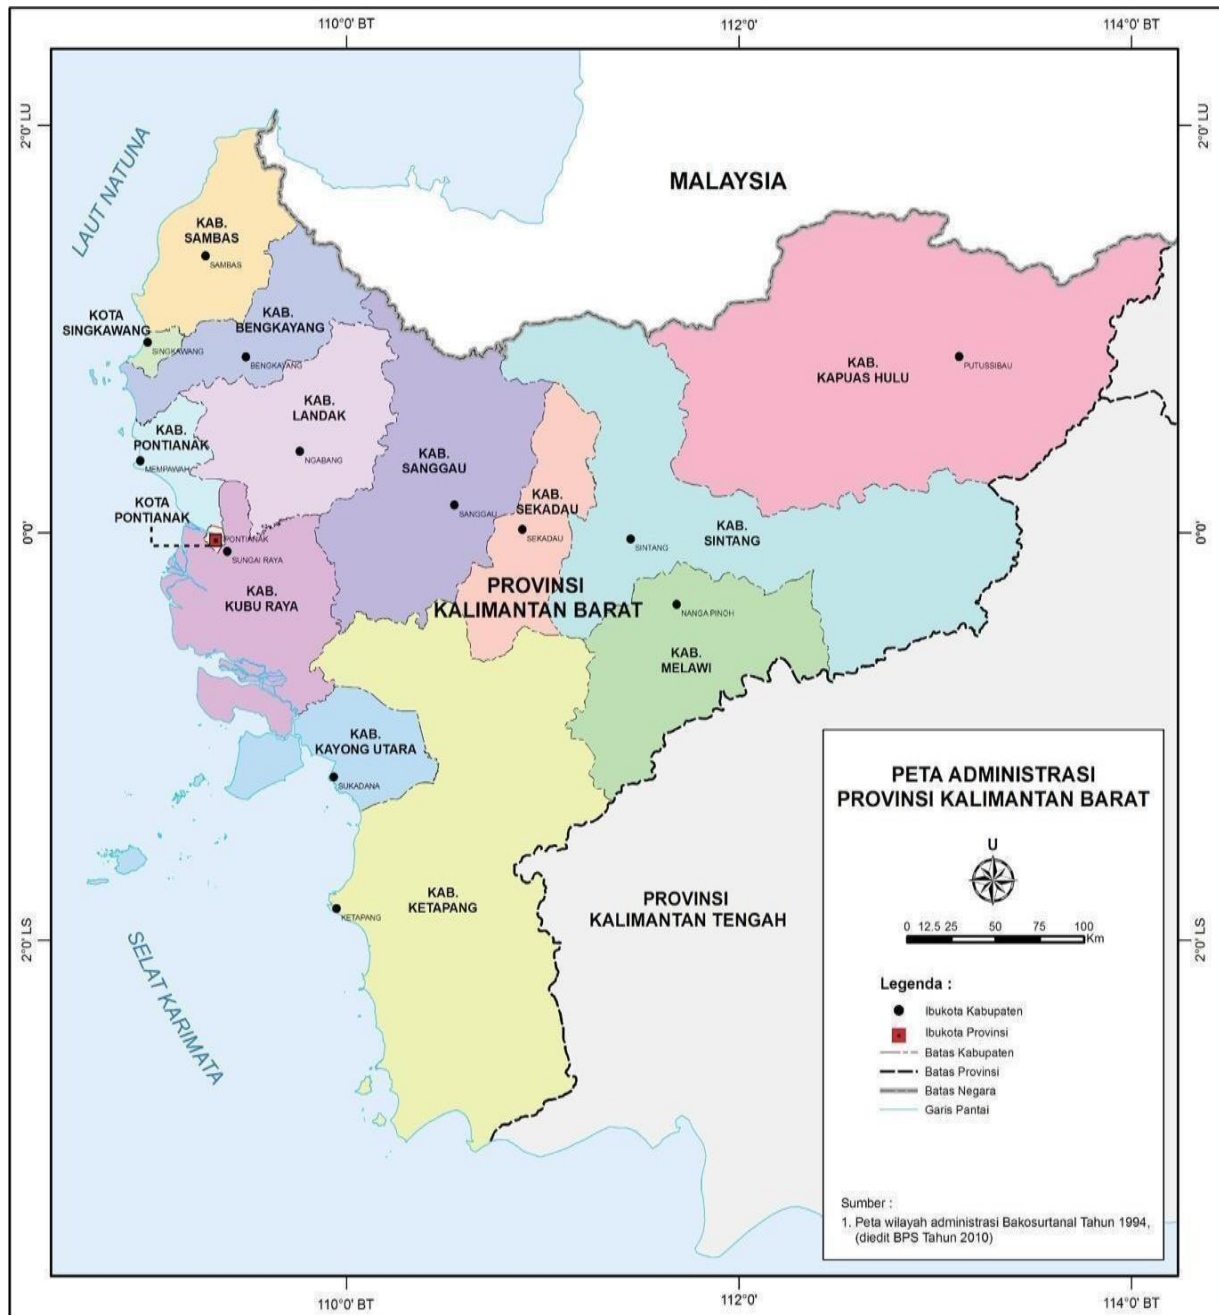 110°0' BT
112°0'
114°0' BT
2°0' LU
2°0' LU
LAUT NATUNA
MALAYSIA
KAB.
SAMBAS
SAMBAS
KOTA
SINGKAWANG
SINGKAWANG
KAB.
BENGKAYANG
BENGKAYANG
KAB.
KAPUAS HULU
PUTUSSIBAU
KAB.
LANDAK
NGABANG
KAB.
PONTIANAK
MEMPAWAH
KAB.
SANGGAU
SANGGAU
KAB.
SEKADAU
SEKADAU
KOTA
PONTIANAK
PONTIANAK
SUNGAI RAYA
KAB.
SINTANG
SINTANG
0°0'
0°0'
KAB.
KUBU RAYA
PROVINSI
KALIMANTAN BARAT
NANGA PINOH
KAB.
MELAWI
KAB.
KAYONG UTARA
SUKADANA
KAB.
KETAPANG
KETAPANG
PROVINSI
KALIMANTAN TENGAH
SELAT KARIMATA
2°0' LS
2°0' LS
PETA ADMINISTRASI
PROVINSI KALIMANTAN BARAT
U
0 12.5 25 50 75 100
Km
Legenda :
Ibukota Kabupaten
Ibukota Provinsi
Batas Kabupaten
Batas Provinsi
Batas Negara
Garis Pantai
Sumber :
1. Peta wilayah administrasi Bakosurtanal Tahun 1994,
(diedit BPS Tahun 2010)
110°0' BT
112°0'
114°0' BT